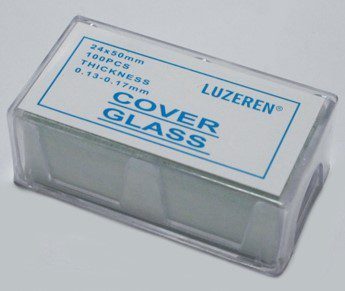 24x50mm
100PCS
THICKNESS
0.13-0.17mm
LUZEREN®
COVER
GLASS